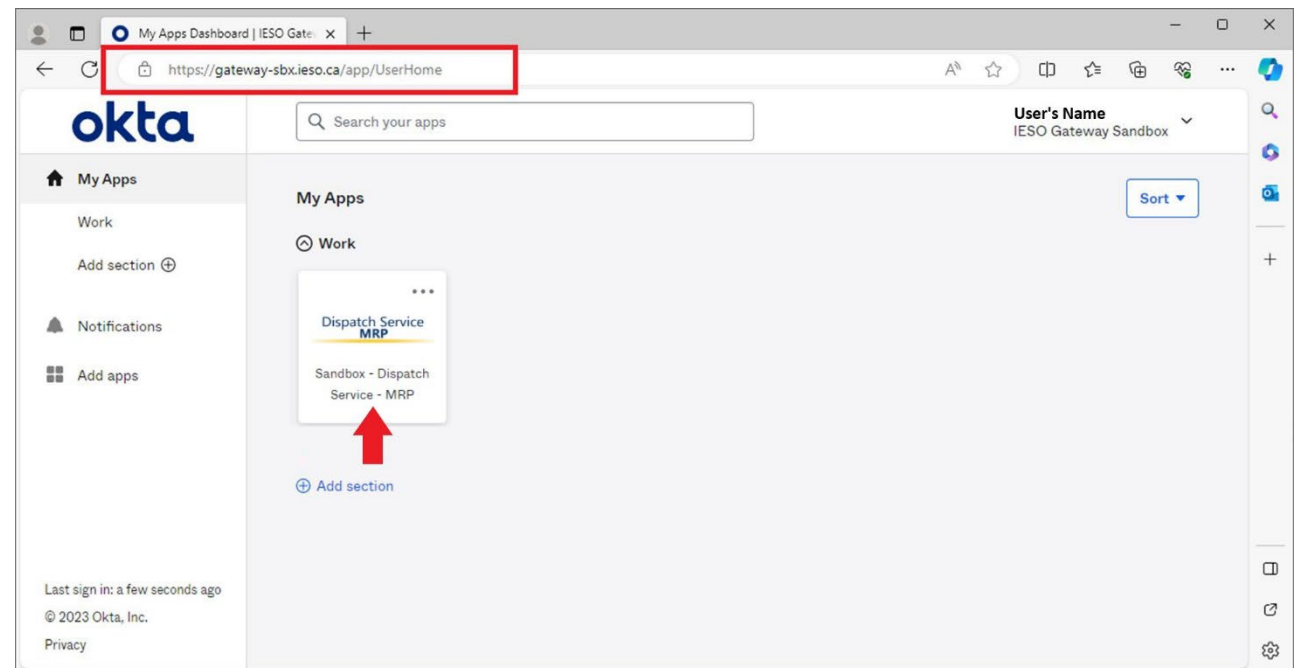 My Apps Dashboard | IESO Gate
https://gateway-sbx.ieso.ca/app/UserHome
okta
Search your apps
User's Name
IESO Gateway Sandbox
My Apps
Work
Add section
Notifications
Add apps
My Apps
Sort
Work
Dispatch Service
MRP
Sandbox - Dispatch
Service - MRP
Add section
Last sign in: a few seconds ago
© 2023 Okta, Inc.
Privacy